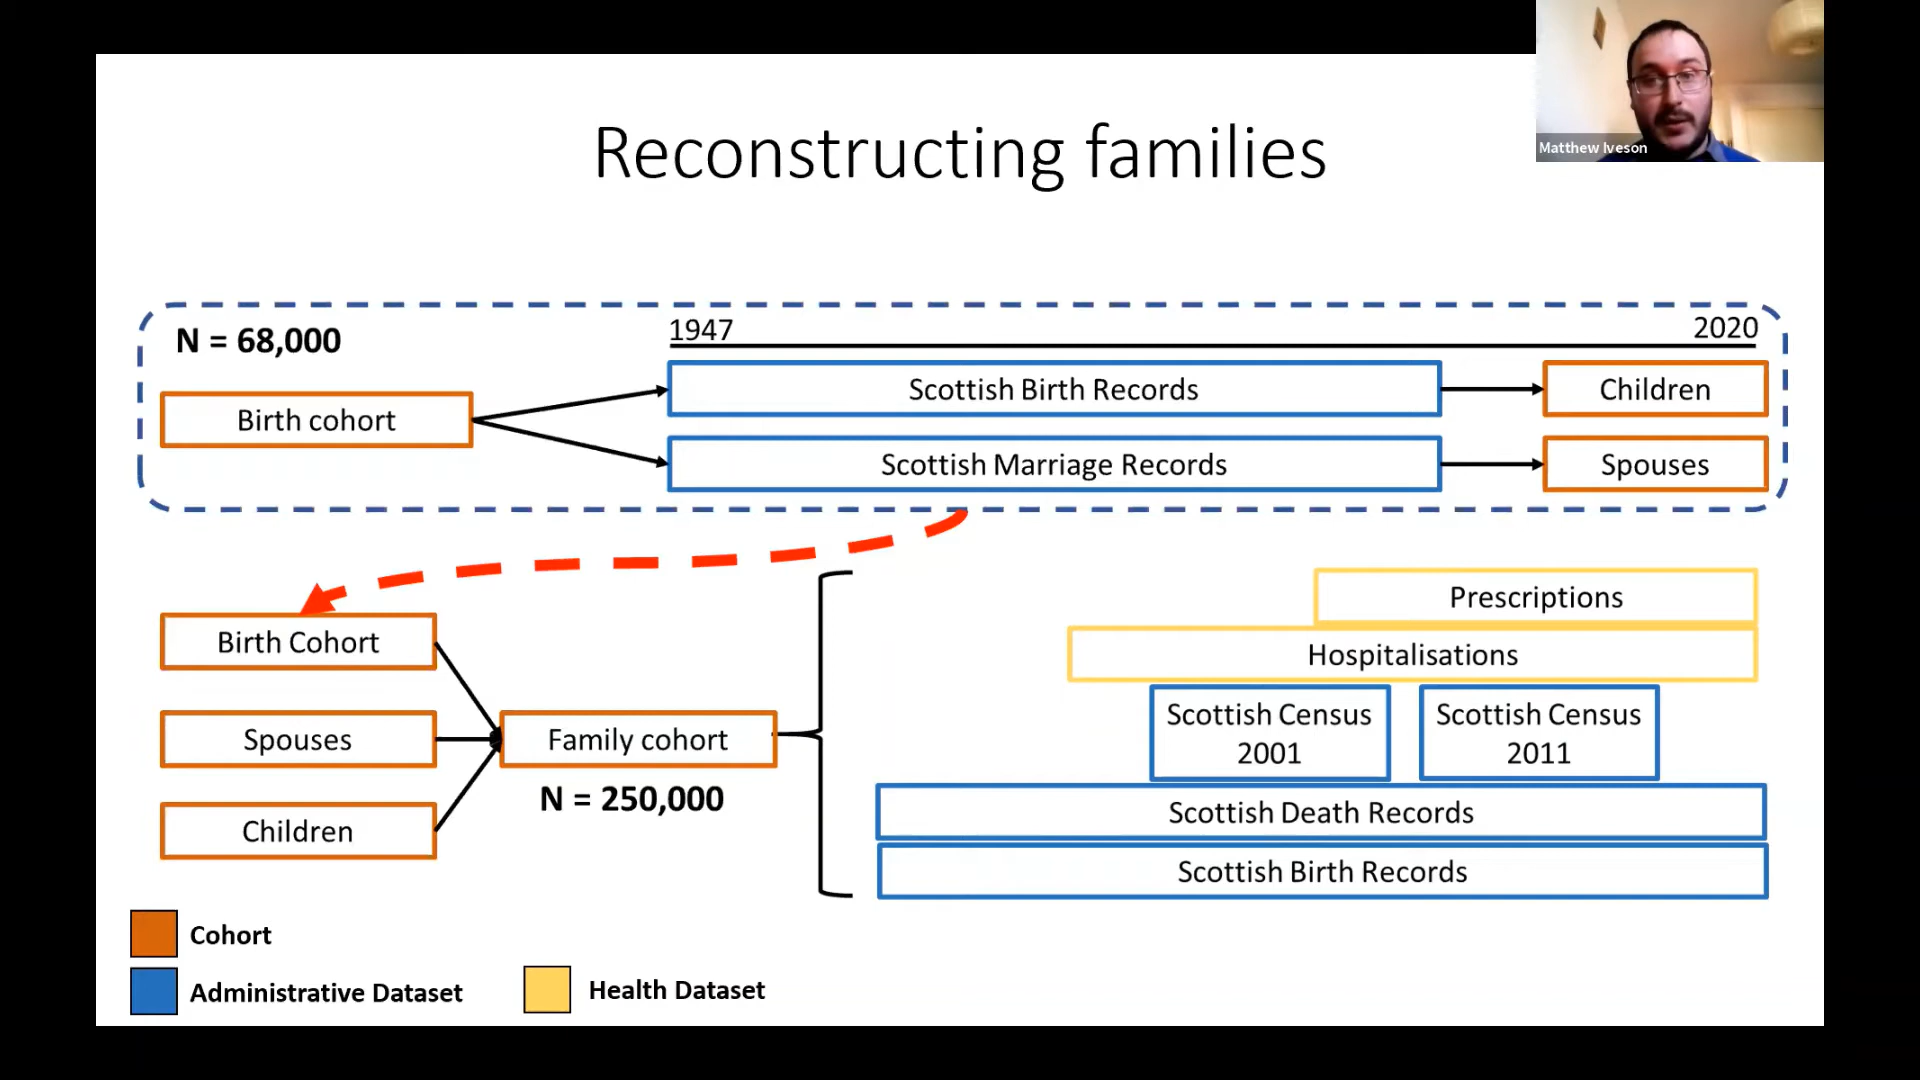 Matthew Iveson
Reconstructing families
N = 68,000
1947
2020
Birth cohort
Scottish Birth Records
Children
Scottish Marriage Records
Spouses
Birth Cohort
Spouses
Children
Family cohort
N = 250,000
Prescriptions
Hospitalisations
Scottish Census
2001
Scottish Census
2011
Scottish Death Records
Scottish Birth Records
Cohort
Administrative Dataset
Health Dataset